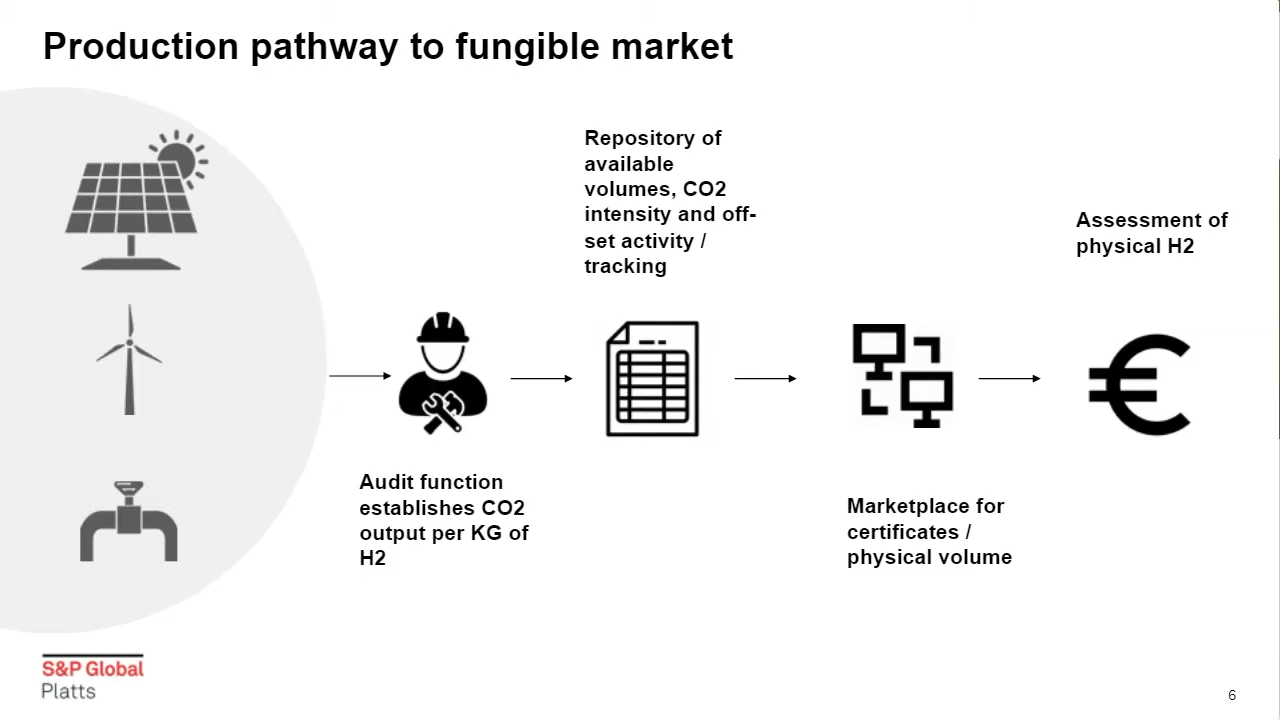 Production pathway to fungible market
Repository of
available
volumes, CO2
intensity and off-
set activity /
tracking
Assessment of
physical H2
Audit function
establishes CO2
output per KG of
H2
Marketplace for
certificates /
physical volume
S&P Global
Platts
6